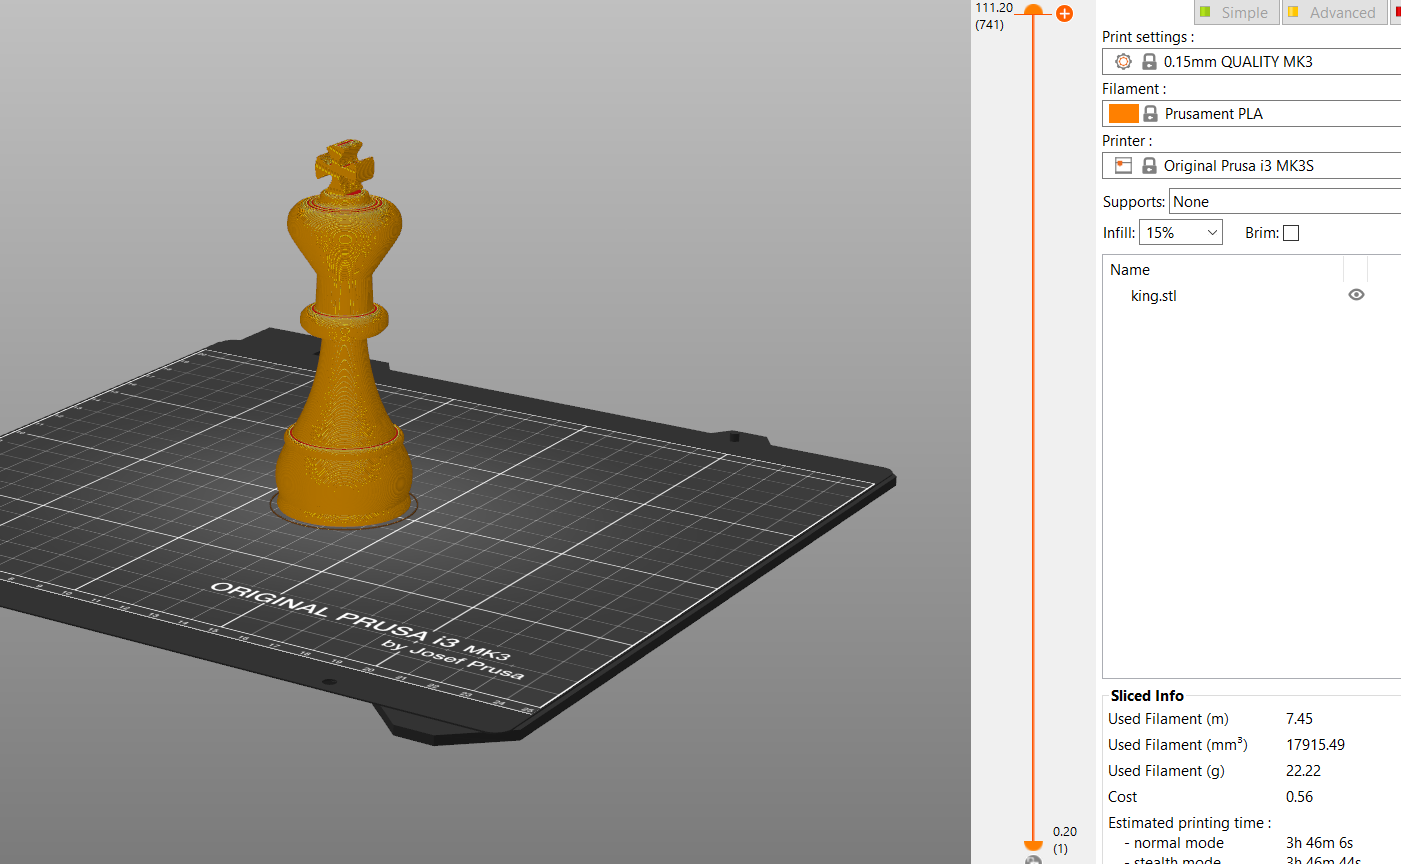 111.20
(741)
Simple
Advanced
Print settings :
0.15mm QUALITY MK3
Filament :
Prusament PLA
Printer :
Original Prusa i3 MK3S
Supports: None
Infill: 15% Brim:
Name
king.stl
ORIGINAL PRUSA i3 MK3
by Josef Prusa
Sliced Info
Used Filament (m) 7.45
Used Filament (mm³) 17915.49
Used Filament (g) 22.22
Cost 0.56
Estimated printing time :
- normal mode 3h 46m 6s
- stealth mode 3h 46m 44s
0.20
(1)